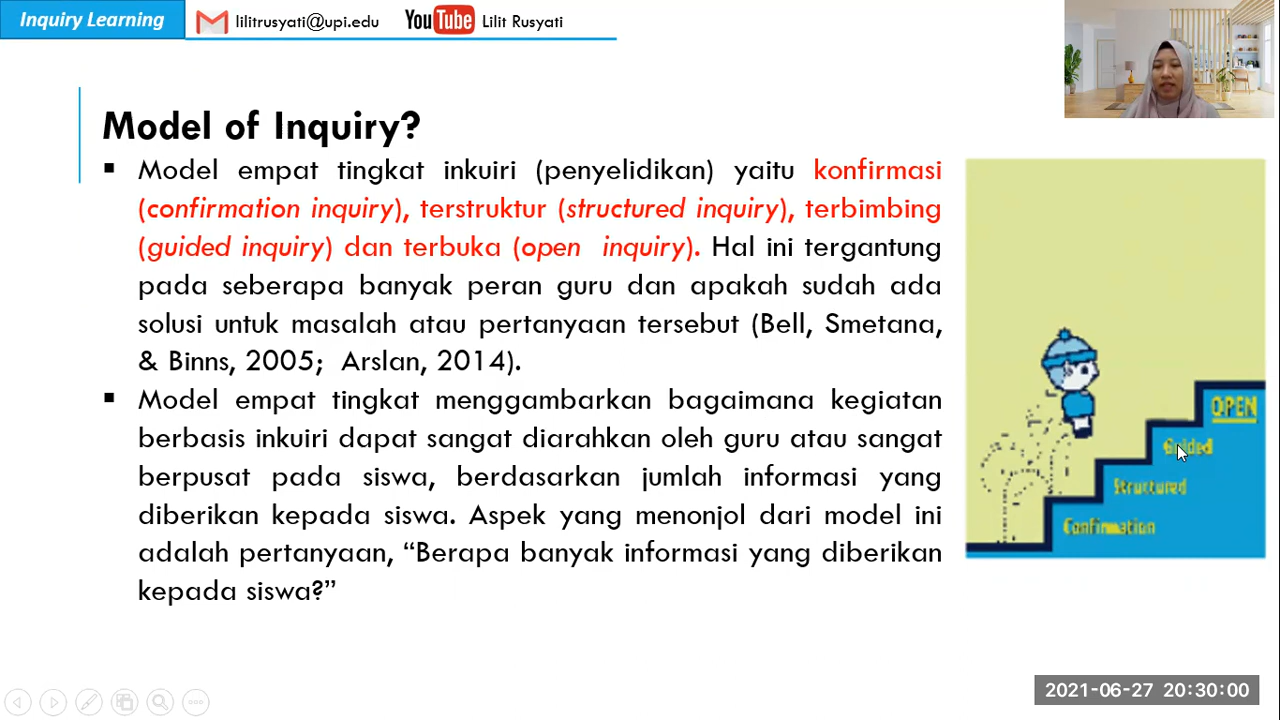 Inquiry Learning
lilitrusyati@upi.edu
YouTube
Lilit Rusyati
Model of Inquiry?
Model empat tingkat inkuiri (penyelidikan) yaitu konfirmasi
(confirmation inquiry), terstruktur (structured inquiry), terbimbing
(guided inquiry) dan terbuka (open inquiry). Hal ini tergantung
pada seberapa banyak peran guru dan apakah sudah ada
solusi untuk masalah atau pertanyaan tersebut (Bell, Smetana,
& Binns, 2005; Arslan, 2014).
Model empat tingkat menggambarkan bagaimana kegiatan
berbasis inkuiri dapat sangat diarahkan oleh guru atau sangat
berpusat pada siswa, berdasarkan jumlah informasi yang
diberikan kepada siswa. Aspek yang menonjol dari model ini
adalah pertanyaan, “Berapa banyak informasi yang diberikan
kepada siswa?”
OPEN
Guided
Structured
Confirmation
2021-06-27 20:30:00